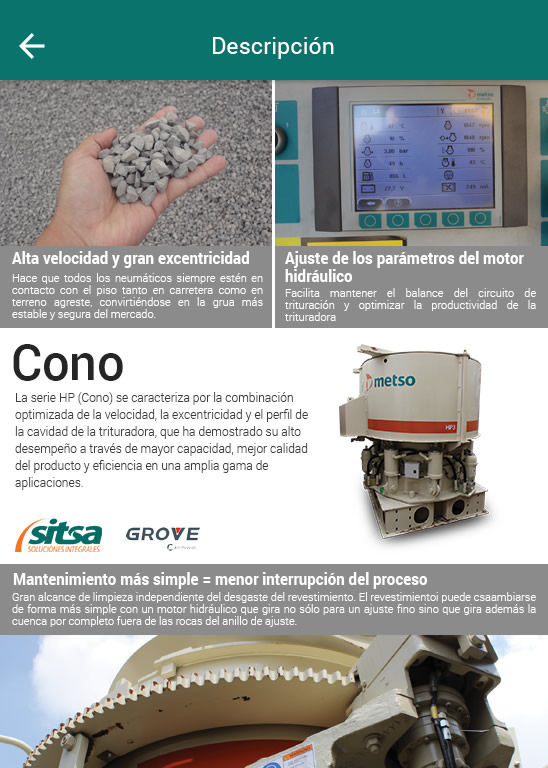 Descripción
metso
Alta velocidad y gran excentricidad
Hace que todos los neumáticos siempre estén en
contacto con el piso tanto en carretera como en
terreno agreste, convirtiéndose en la grua más
estable y segura del mercado.
Ajuste de los parámetros del motor
hidráulico
Facilita mantener el balance del circuito de
trituración y optimizar la productividad de la
trituradora
Cono
La serie HP (Cono) se caracteriza por la combinación
optimizada de la velocidad, la excentricidad y el perfil de
la cavidad de la trituradora, que ha demostrado su alto
desempeño a través de mayor capacidad, mejor calidad
del producto y eficiencia en una amplia gama de
aplicaciones.
metso
HP3
sitsa
SOLUCIONES INTEGRALES
GROVE
Mantenimiento más simple = menor interrupción del proceso
Gran alcance de limpieza independiente del desgaste del revestimiento. El revestimientoi puede csaambiarse
de forma más simple con un motor hidráulico que gira no sólo para un ajuste fino sino que gira además la
cuenca por completo fuera de las rocas del anillo de ajuste.